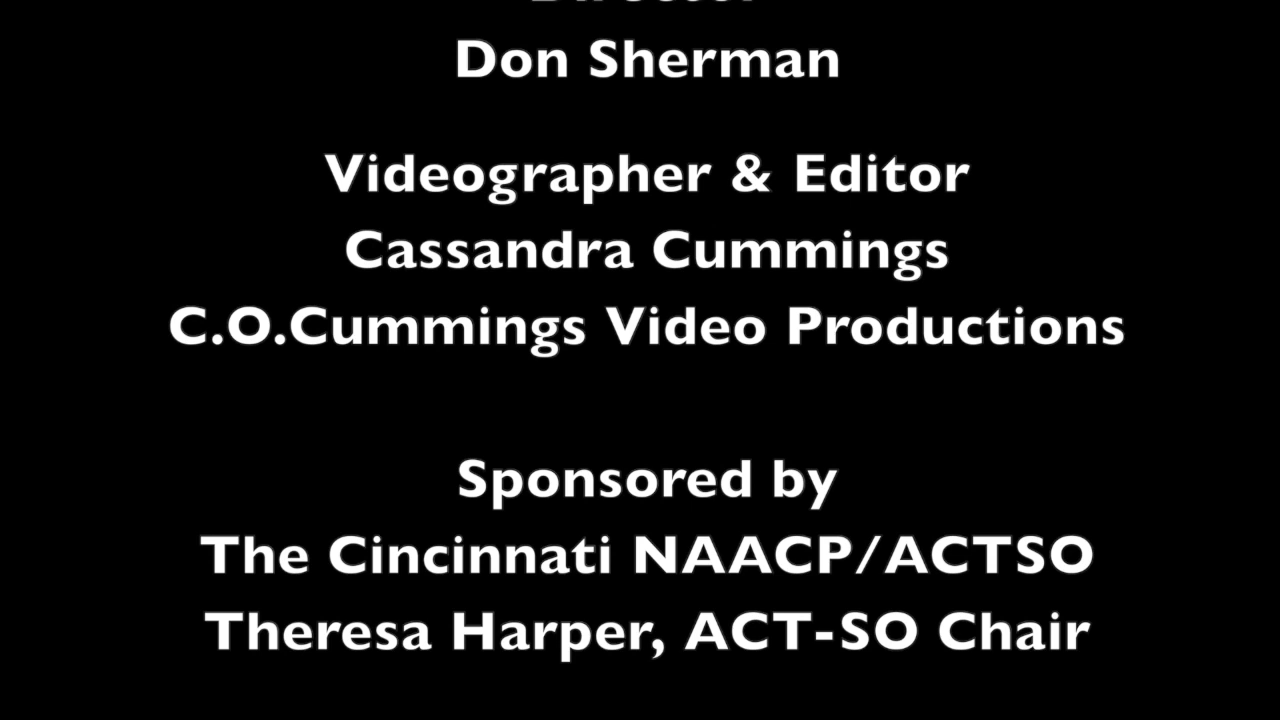 Director
Don Sherman
Videographer & Editor
Cassandra Cummings
C.O.Cummings Video Productions
Sponsored by
The Cincinnati NAACP/ACTSO
Theresa Harper, ACT-SO Chair